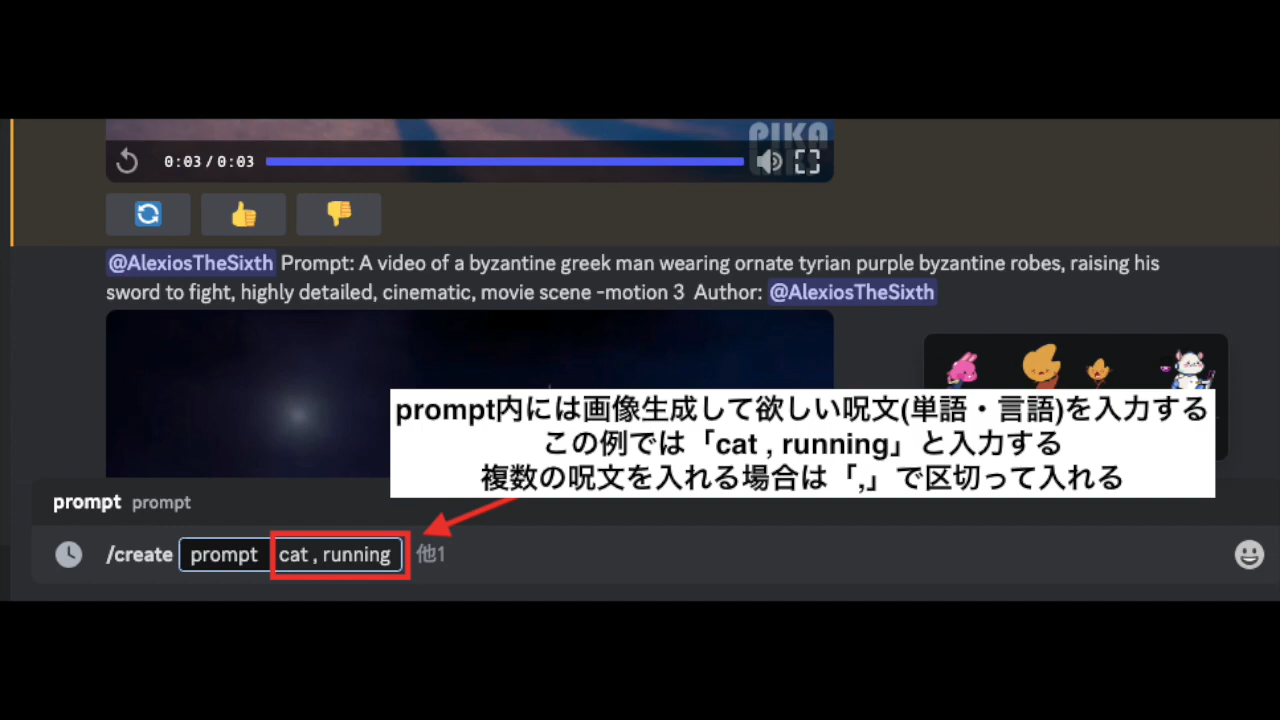 PIKA
0:03 / 0:03
@AlexiosTheSixth Prompt: A video of a byzantine greek man wearing ornate tyrian purple byzantine robes, raising his
sword to fight, highly detailed, cinematic, movie scene -motion 3 Author: @AlexiosTheSixth
prompt内には画像生成して欲しい呪文(単語・言語)を入力する
この例では「cat , running」と入力する
複数の呪文を入れる場合は「,」で区切って入れる
prompt prompt
/create prompt cat , running 他1